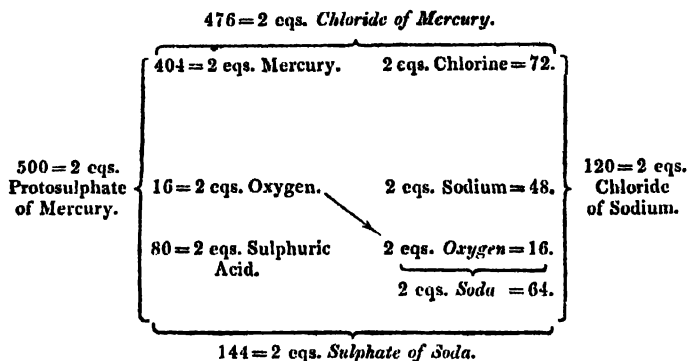 476=2 eqs. Chloride of Mercury.
404=2 eqs. Mercury. 2 eqs. Chlorine=72.
500=2 eqs.
Protosulphate
of Mercury.
16=2 eqs. Oxygen. 2 eqs. Sodium=48.
120=2 eqs.
Chloride
of Sodium.
80=2 eqs. Sulphuric
Acid.
2 eqs. Oxygen=16.
2 eqs. Soda =64.
144=2 eqs. Sulphate of Soda.